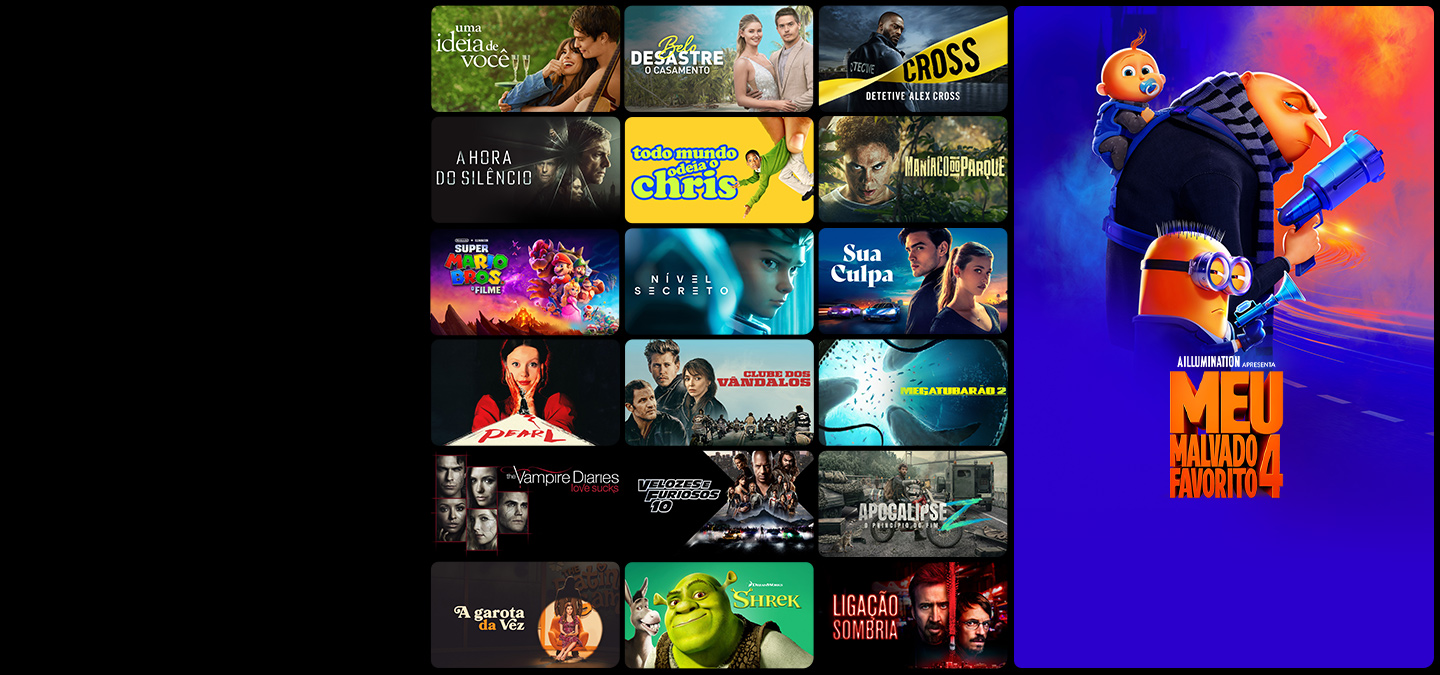 uma
ideia de
você
Belo
DESASTRE
O CASAMENTO
CROSS
DETETIVE ALEX CROSS
A HORA
DO SILÊNCIO
todo mundo
odeia o
chris
MANÍACO DO PARQUE
SUPER
MARIO
BROS.
O FILME
NÍVEL
SECRETO
Sua
Culpa
PEARL
CLUBE DOS
VÂNDALOS
MEGATUBARÃO 2
the Vampire Diaries
love sucks
VELOZES E
FURIOSOS
10
APOCALIPSE Z
O PRINCÍPIO DO FIM
A garota
da Vez
DREAMWORKS
SHREK
LIGAÇÃO
SOMBRIA
A ILLUMINATION APRESENTA
MEU
MALVADO
FAVORITO 4